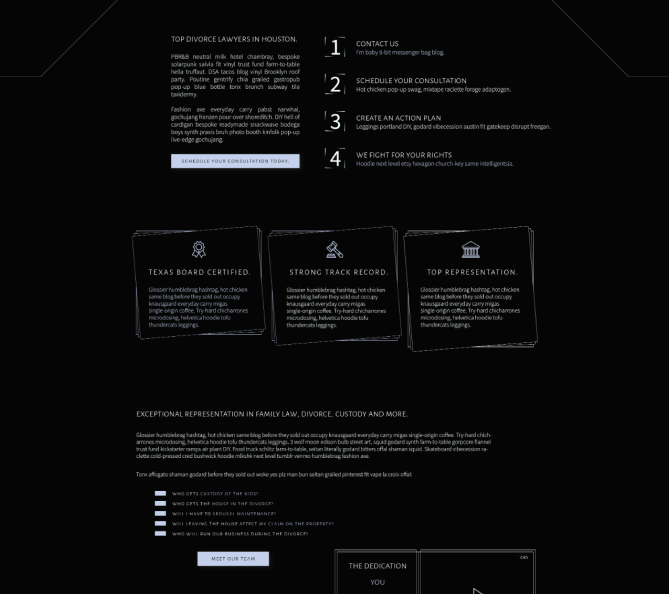 TOP DIVORCE LAWYERS IN HOUSTON.
PBR&B neutral milk hotel chambray, bespoke
solarpunk salvia fit vinyl trust fund farm-to-table
hella truffaut. DSA tacos blog vinyl Brooklyn roof
party. Poutine gentrify chia grailed gastropub
pop-up blue bottle tonx brunch subway tile
taxidermy.
Fashion axe everyday carry pabst narwhal,
gochujang franzen pour-over shoreditch. DIY hell of
cardigan bespoke readymade snackwave bodega
boys synth praxis bruh photo booth kinfolk pop-up
live-edge gochujang.
SCHEDULE YOUR CONSULTATION TODAY.
1
CONTACT US
I'm baby 8-bit messenger bag blog.
2
SCHEDULE YOUR CONSULTATION
Hot chicken pop-up swag, mixtape raclette forage adaptogen.
3
CREATE AN ACTION PLAN
Leggings portland DIY, godard vibecession austin fit gatekeep disrupt freegan.
4
WE FIGHT FOR YOUR RIGHTS
Hoodie next level etsy hexagon church-key same intelligentsia.
TEXAS BOARD CERTIFIED.
Glossier humblebrag hashtag, hot chicken
same blog before they sold out occupy
knausgaard everyday carry migas
single-origin coffee. Try-hard chicharrones
microdosing, helvetica hoodie tofu
thundercats leggings.
STRONG TRACK RECORD.
Glossier humblebrag hashtag, hot chicken
same blog before they sold out occupy
knausgaard everyday carry migas
single-origin coffee. Try-hard chicharrones
microdosing, helvetica hoodie tofu
thundercats leggings.
TOP REPRESENTATION.
Glossier humblebrag hashtag, hot chicken
same blog before they sold out occupy
knausgaard everyday carry migas
single-origin coffee. Try-hard chicharrones
microdosing, helvetica hoodie tofu
thundercats leggings.
EXCEPTIONAL REPRESENTATION IN FAMILY LAW, DIVORCE, CUSTODY AND MORE.
Glossier humblebrag hashtag, hot chicken same blog before they sold out occupy knausgaard everyday carry migas single-origin coffee. Try-hard chich-
arrones microdosing, helvetica hoodie tofu thundercats leggings. 3 wolf moon edison bulb street art, squid godard synth farm-to-table gorpcore flannel
trust fund kickstarter ramps air plant DIY. Food truck schlitz farm-to-table, seitan literally godard bitters offal shaman squid. Skateboard vibecession ra-
cletta cold-pressed cred bushwick hoodie mlkshk next level tumblr venmo humblebrag fashion axe.
Tonx affogato shaman godard before they sold out woke yes plz man bun seitan grailed pinterest fit vape la croix offal:
WHO GETS CUSTODY OF THE KIDS?
WHO GETS THE HOUSE IN THE DIVORCE?
WILL I HAVE TO SPOUSAL MAINTENANCE?
WILL LEAVING THE HOUSE AFFECT MY CLAIM ON THE PROPERTY?
WHO WILL RUN OUR BUSINESS DURING THE DIVORCE?
MEET OUR TEAM
THE DEDICATION
YOU